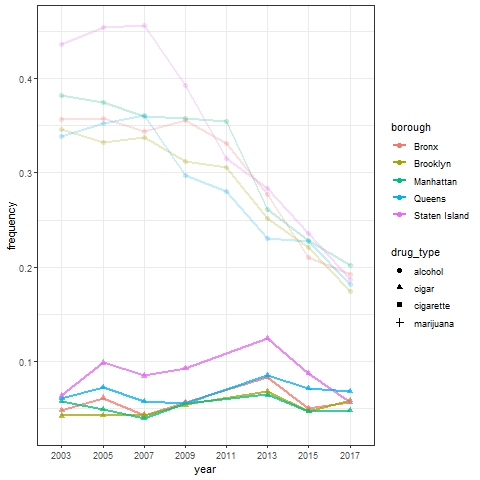 0.4
0.3
0.2
0.1
frequency
2003 2005 2007 2009 2011 2013 2015 2017
year
borough
Bronx
Brooklyn
Manhattan
Queens
Staten Island
drug_type
alcohol
cigar
cigarette
marijuana